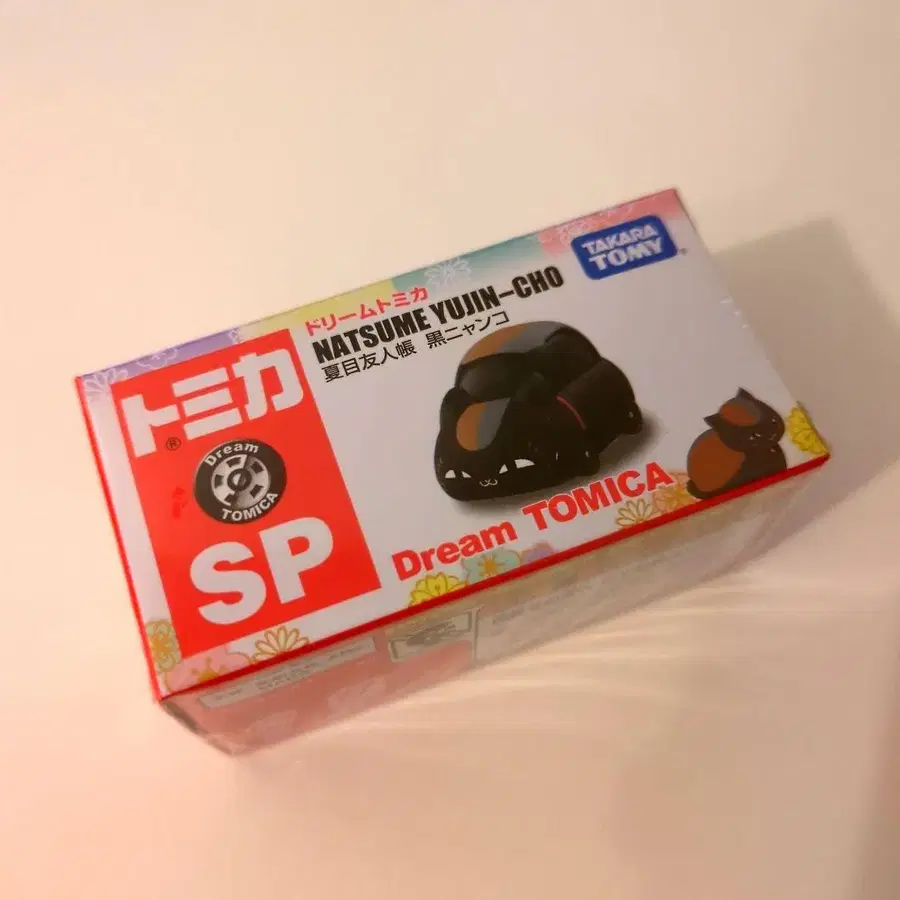 TAKARA
TOMY
ドリームトミカ
NATSUME YUJIN-CHO
夏目友人帳 黒ニャンコ
トミカ
®
Dream
TOMICA
SP
Dream TOMICA